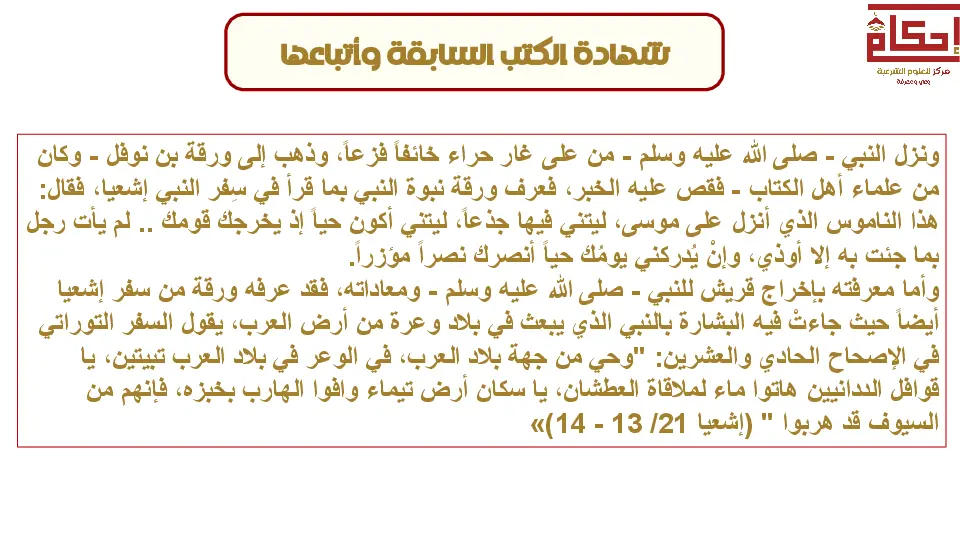 إحكام
مركز للعلوم الشرعية
وعي ومعرفة
شهادة الكتب السابقة وأتباعها
ونزل النبي - صلى الله عليه وسلم - من على غار حراء خائفاً فزعاً، وذهب إلى ورقة بن نوفل - وكان
من علماء أهل الكتاب - فقص عليه الخبر، فعرف ورقة نبوة النبي بما قرأ في سِفر النبي إشعيا، فقال:
هذا الناموس الذي أنزل على موسى، ليتني فيها جذعاً، ليتني أكون حياً إذ يخرجك قومك .. لم يأت رجل
بما جئت به إلا أوذي، وإنْ يُدركني يومُك حياً أنصرك نصراً مؤزراً.
وأما معرفته بإخراج قريش للنبي - صلى الله عليه وسلم - ومعاداته، فقد عرفه ورقة من سفر إشعيا
أيضاً حيث جاءتْ فيه البشارة بالنبي الذي يبعث في بلاد وعرة من أرض العرب، يقول السفر التوراتي
في الإصحاح الحادي والعشرين: "وحي من جهة بلاد العرب، في الوعر في بلاد العرب تبيتين، يا
قوافل الددانيين هاتوا ماء لملاقاة العطشان، يا سكان أرض تيماء وافوا الهارب بخبزه، فإنهم من
السيوف قد هربوا " (إشعيا 21/ 13 - 14)»